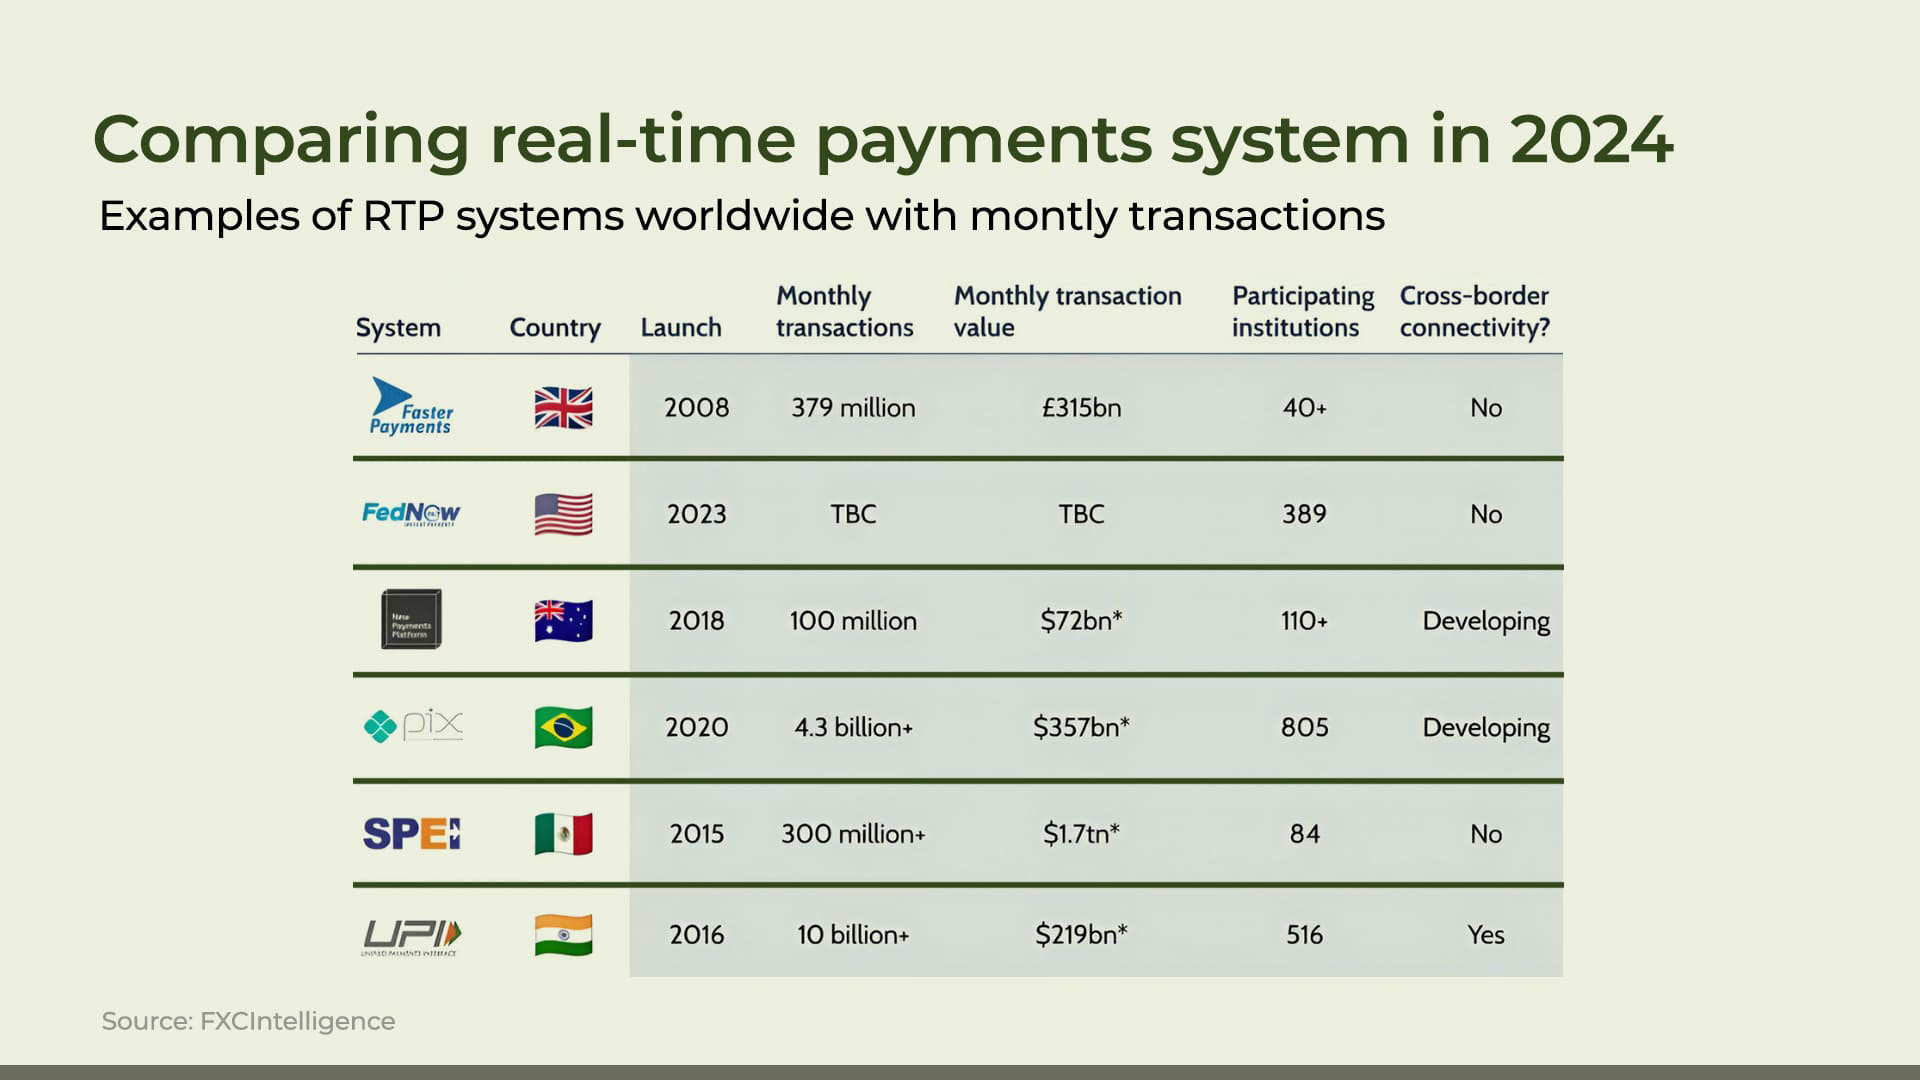 Comparing real-time payments system in 2024
Examples of RTP systems worldwide with montly transactions
System Country Launch Monthly transactions Monthly transaction value Participating institutions Cross-border connectivity?
Faster Payments 2008 379 million £315bn 40+ No
FedNow 2023 TBC TBC 389 No
New Payments Platform 2018 100 million $72bn* 110+ Developing
pix 2020 4.3 billion+ $357bn* 805 Developing
SPEI 2015 300 million+ $1.7tn* 84 No
UPI 2016 10 billion+ $219bn* 516 Yes
Source: FXCIntelligence